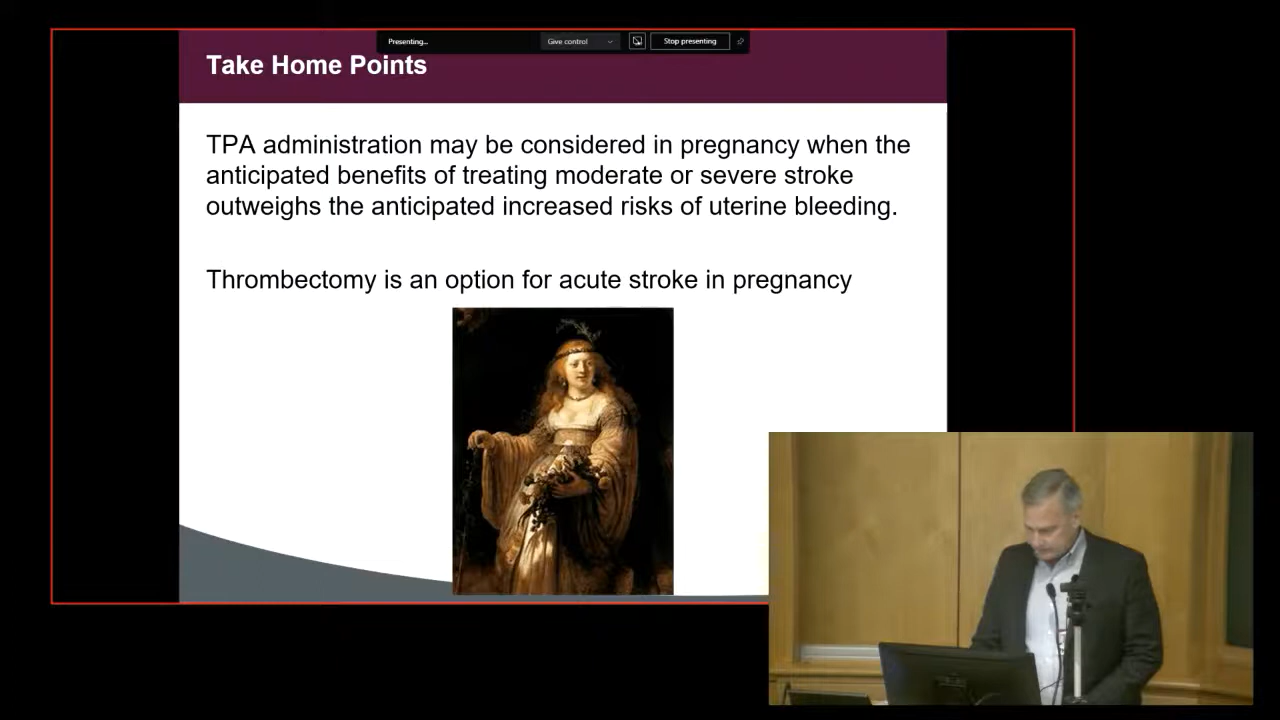 Presenting...
Give control
Stop presenting
Take Home Points
TPA administration may be considered in pregnancy when the
anticipated benefits of treating moderate or severe stroke
outweighs the anticipated increased risks of uterine bleeding.
Thrombectomy is an option for acute stroke in pregnancy